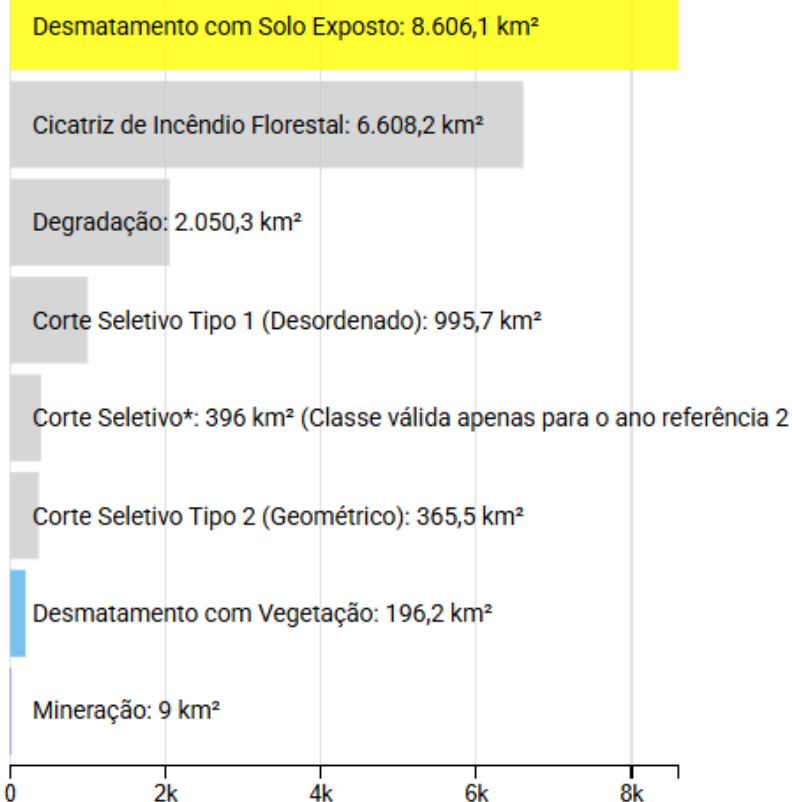 Desmatamento com Solo Exposto: 8.606,1 km²
Cicatriz de Incêndio Florestal: 6.608,2 km²
Degradação: 2.050,3 km²
Corte Seletivo Tipo 1 (Desordenado): 995,7 km²
Corte Seletivo*: 396 km² (Classe válida apenas para o ano referência 2
Corte Seletivo Tipo 2 (Geométrico): 365,5 km²
Desmatamento com Vegetação: 196,2 km²
Mineração: 9 km²
0 2k 4k 6k 8k